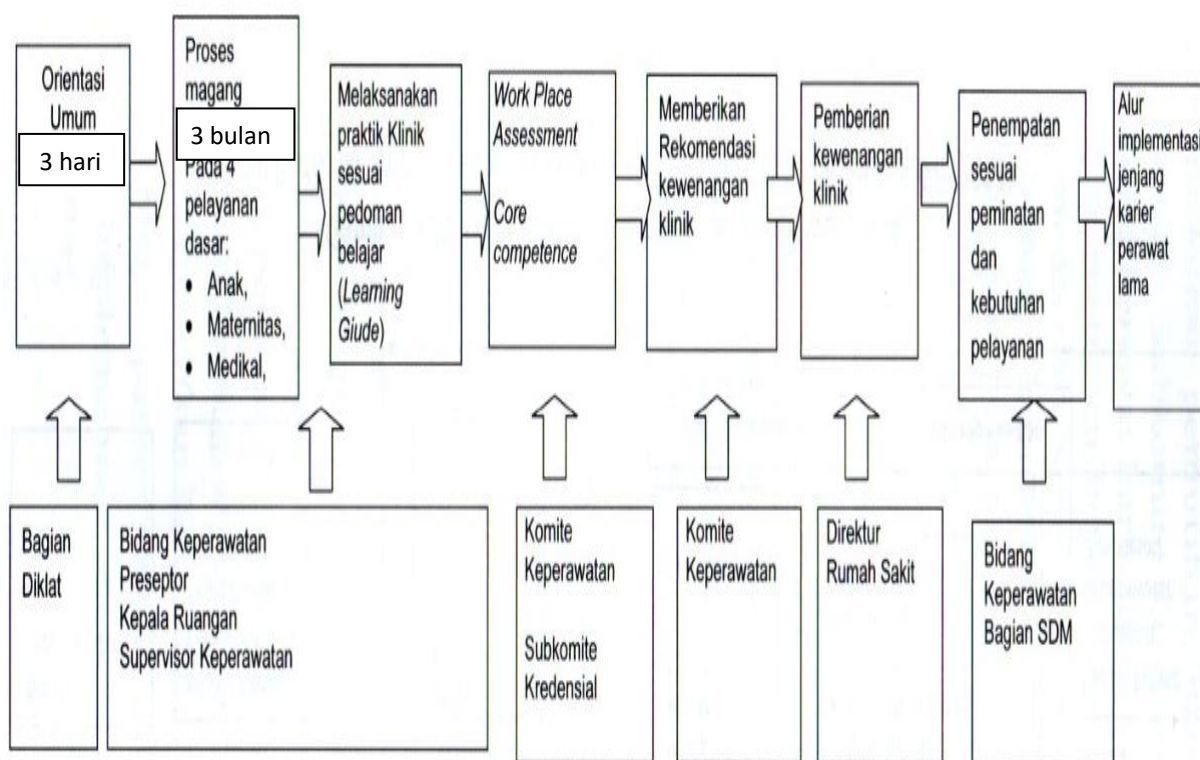 Orientasi
Umum
3 hari
Proses
magang
3 bulan
Pada 4
pelayanan
dasar:
• Anak,
• Maternitas,
• Medikal,
Melaksanakan
praktik Klinik
sesuai
pedoman
belajar
(Learning
Giude)
Work Place
Assessment
Core
competence
Memberikan
Rekomendasi
kewenangan
klinik
Pemberian
kewenangan
klinik
Penempatan
sesuai
peminatan
dan
kebutuhan
pelayanan
Alur
implementasi
jenjang
karier
perawat
lama
Bagian
Diklat
Bidang Keperawatan
Preseptor
Kepala Ruangan
Supervisor Keperawatan
Komite
Keperawatan
Subkomite
Kredensial
Komite
Keperawatan
Direktur
Rumah Sakit
Bidang
Keperawatan
Bagian SDM